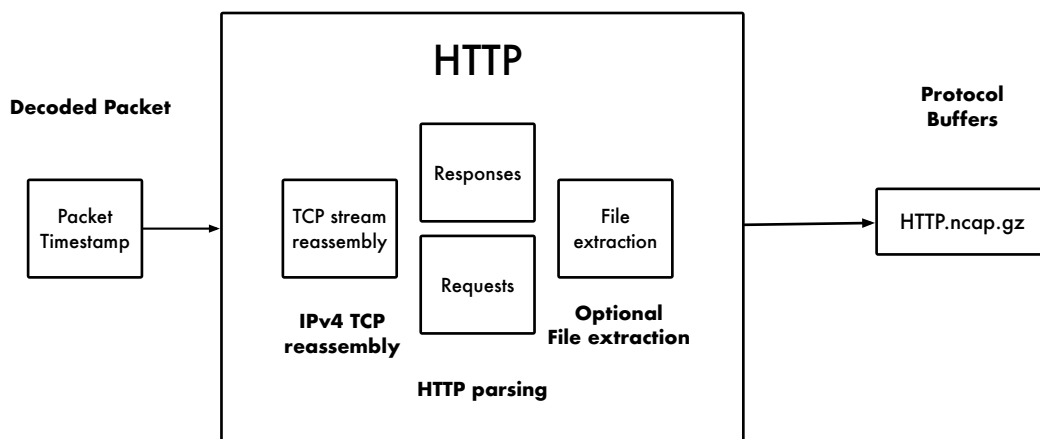 HTTP
Decoded Packet
Packet
Timestamp
TCP stream
reassembly
IPv4 TCP
reassembly
Responses
Requests
HTTP parsing
File
extraction
Optional
File extraction
Protocol
Buffers
HTTP.ncap.gz